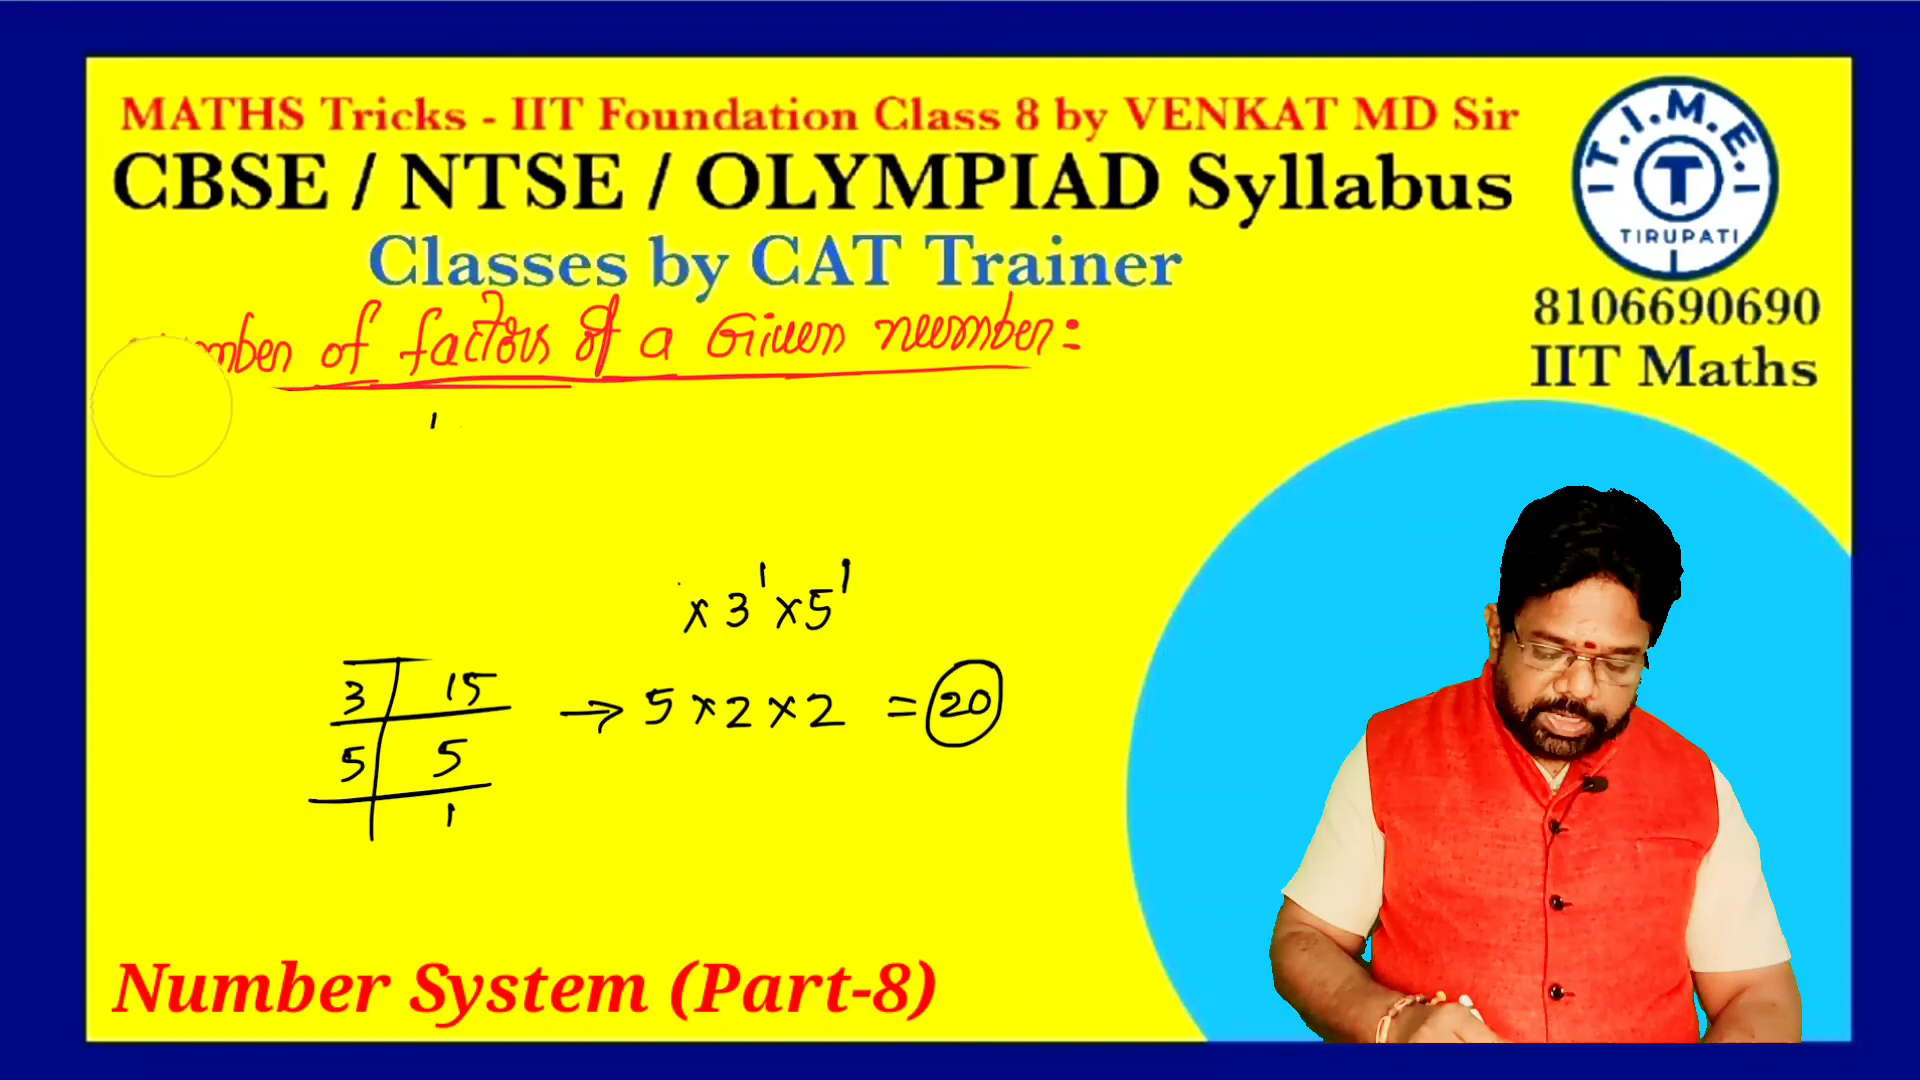 MATHS Tricks - IIT Foundation Class 8 by VENKAT MD Sir
CBSE / NTSE / OLYMPIAD Syllabus
Classes by CAT Trainer
T.I.M.E.
T
TIRUPATI
8106690690
IIT Maths
mber of factors of a Given number:
× 3¹ × 5¹
3 | 15
→ 5 × 2 × 2 = 20
5 | 5
1
Number System (Part-8)